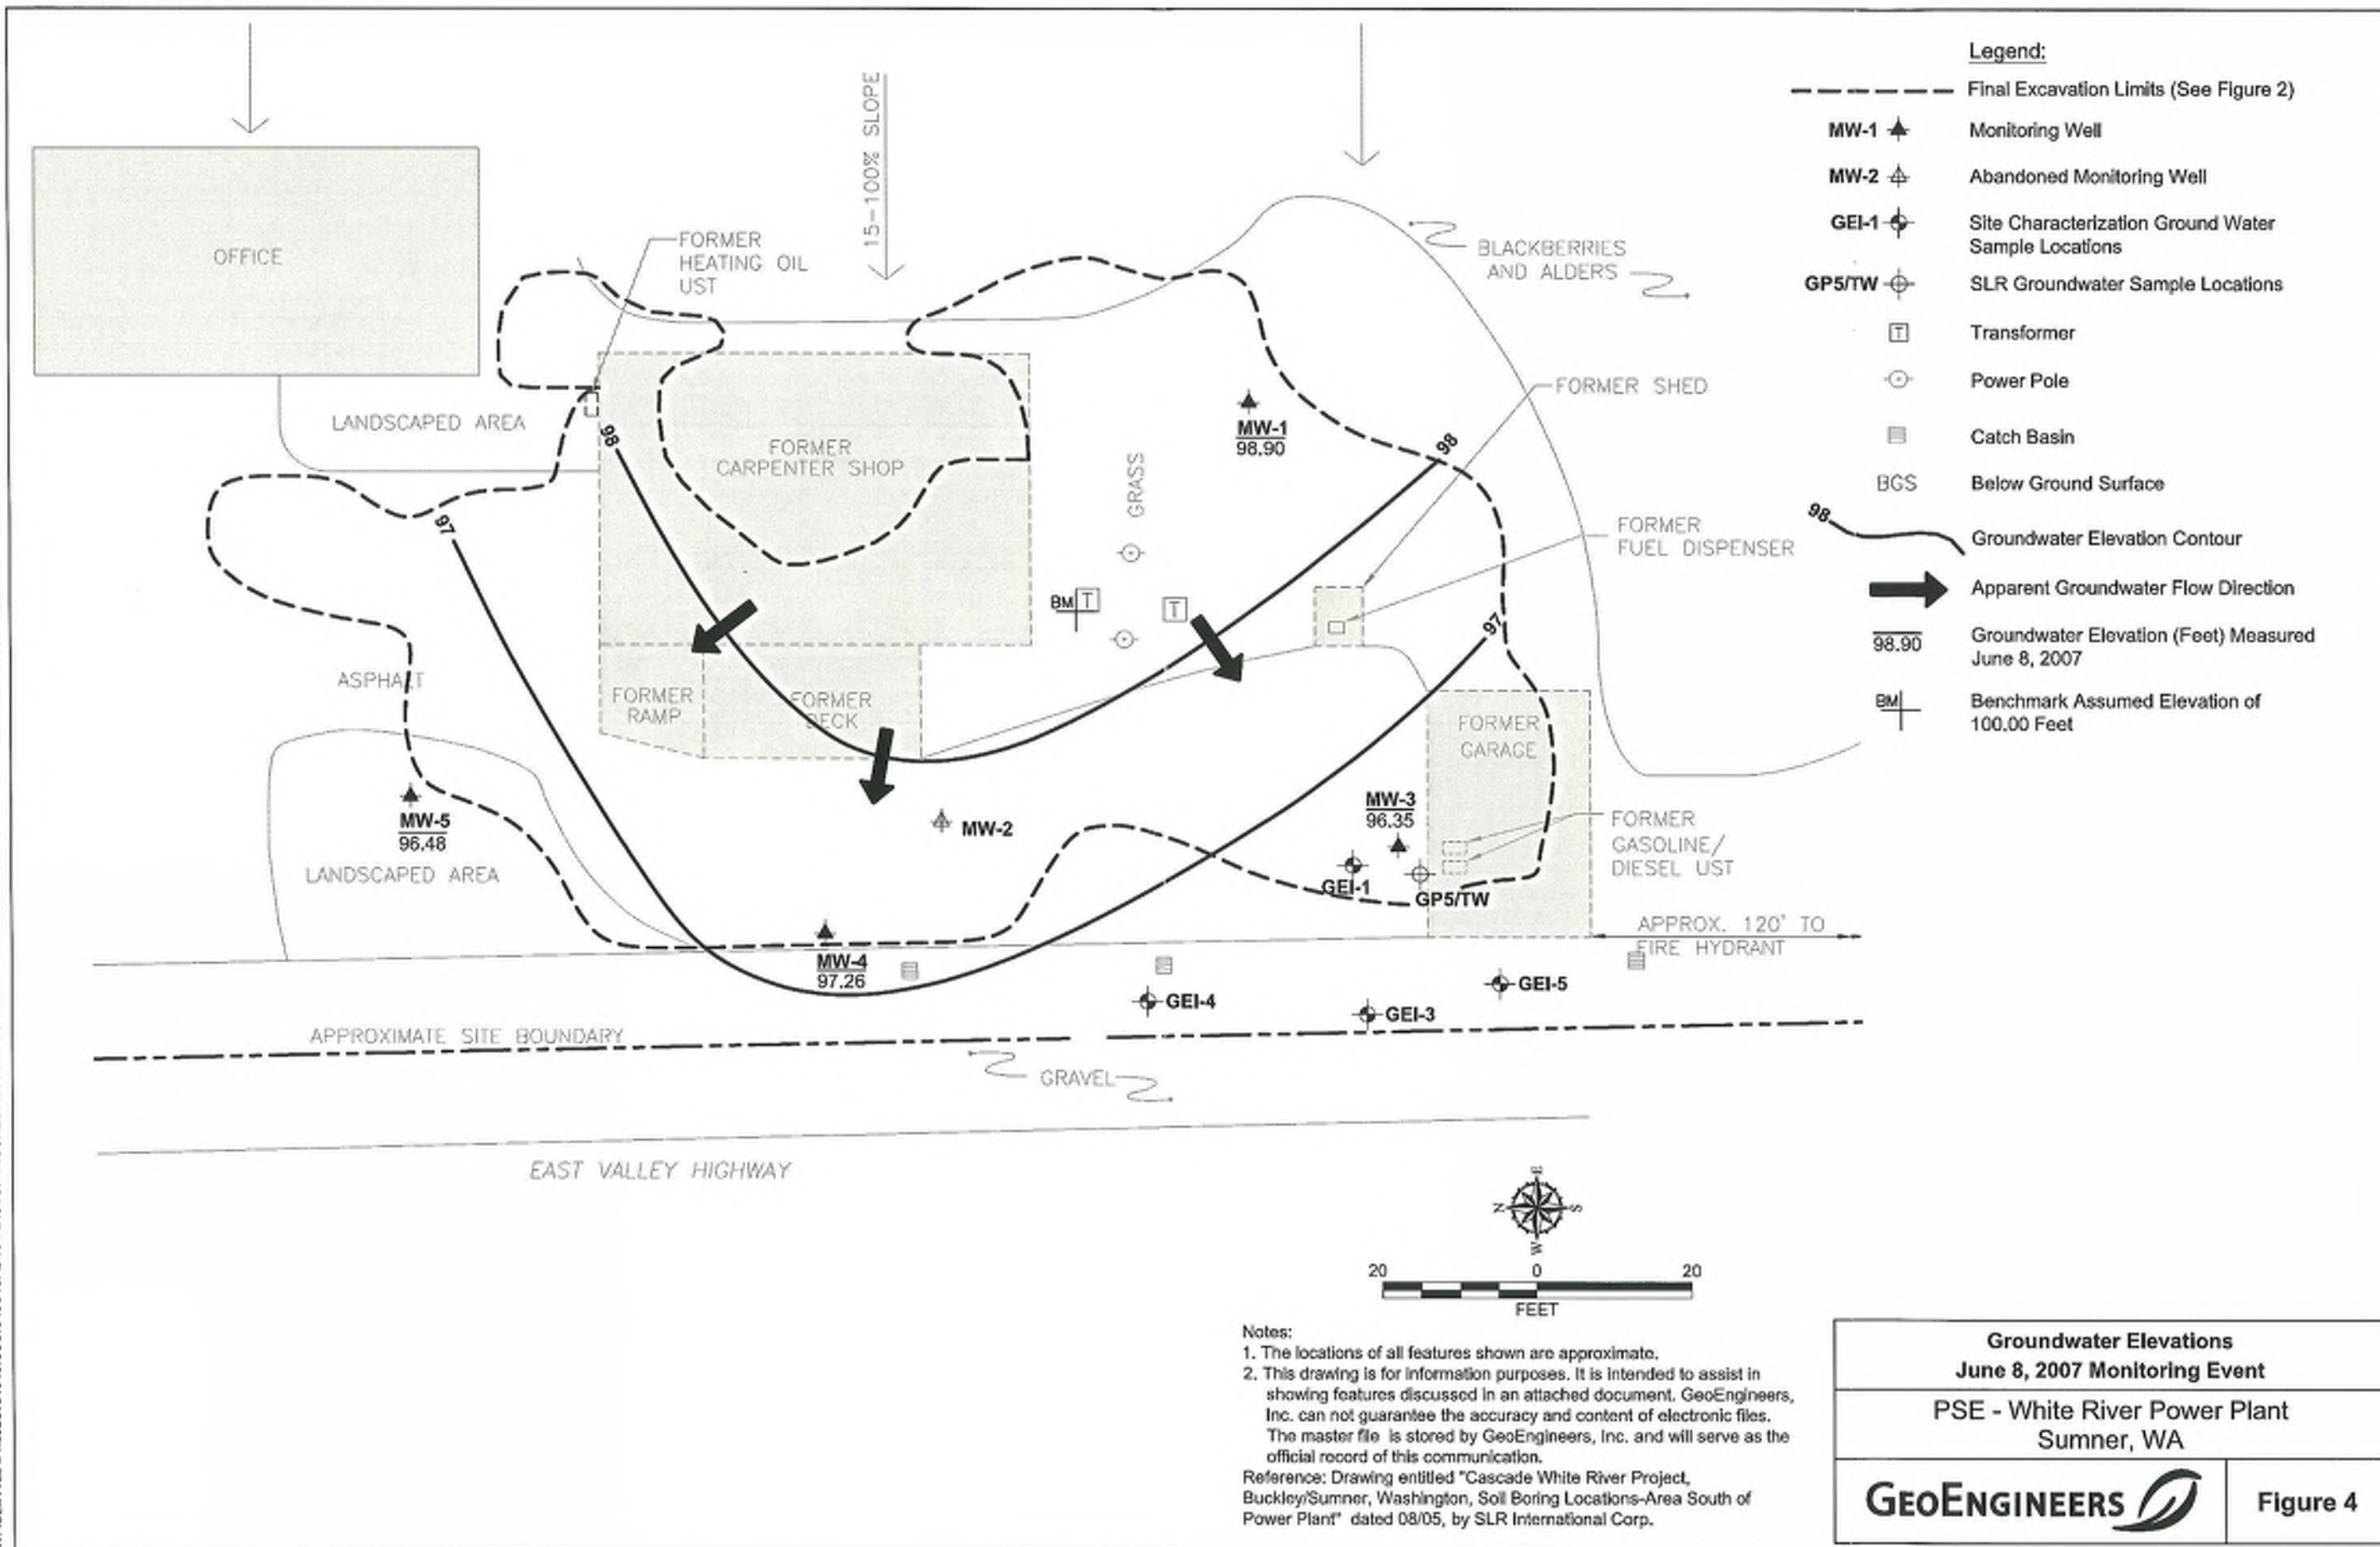 15-100% SLOPE
OFFICE
FORMER
HEATING OIL
UST
BLACKBERRIES
AND ALDERS
LANDSCAPED AREA
FORMER
CARPENTER SHOP
98
97
GRASS
MW-1
98.90
98
FORMER SHED
FORMER
FUEL DISPENSER
BM
T
T
97
ASPHALT
FORMER
RAMP
FORMER
DECK
FORMER
GARAGE
MW-5
96.48
LANDSCAPED AREA
MW-2
MW-3
96.35
GEI-1
GP5/TW
FORMER
GASOLINE/
DIESEL UST
MW-4
97.26
APPROX. 120' TO
FIRE HYDRANT
GEI-4
GEI-3
GEI-5
APPROXIMATE SITE BOUNDARY
GRAVEL
EAST VALLEY HIGHWAY
Legend:
Final Excavation Limits (See Figure 2)
MW-1 Monitoring Well
MW-2 Abandoned Monitoring Well
GEI-1 Site Characterization Ground Water
Sample Locations
GP5/TW SLR Groundwater Sample Locations
T Transformer
Power Pole
Catch Basin
BGS Below Ground Surface
98 Groundwater Elevation Contour
Apparent Groundwater Flow Direction
98.90 Groundwater Elevation (Feet) Measured
June 8, 2007
BM Benchmark Assumed Elevation of
100.00 Feet
E
N S
W
20 0 20
FEET
Notes:
1. The locations of all features shown are approximate.
2. This drawing is for information purposes. It is intended to assist in
showing features discussed in an attached document. GeoEngineers,
Inc. can not guarantee the accuracy and content of electronic files.
The master file is stored by GeoEngineers, Inc. and will serve as the
official record of this communication.
Reference: Drawing entitled "Cascade White River Project,
Buckley/Sumner, Washington, Soil Boring Locations-Area South of
Power Plant" dated 08/05, by SLR International Corp.
Groundwater Elevations
June 8, 2007 Monitoring Event
PSE - White River Power Plant
Sumner, WA
GEOENGINEERS
Figure 4